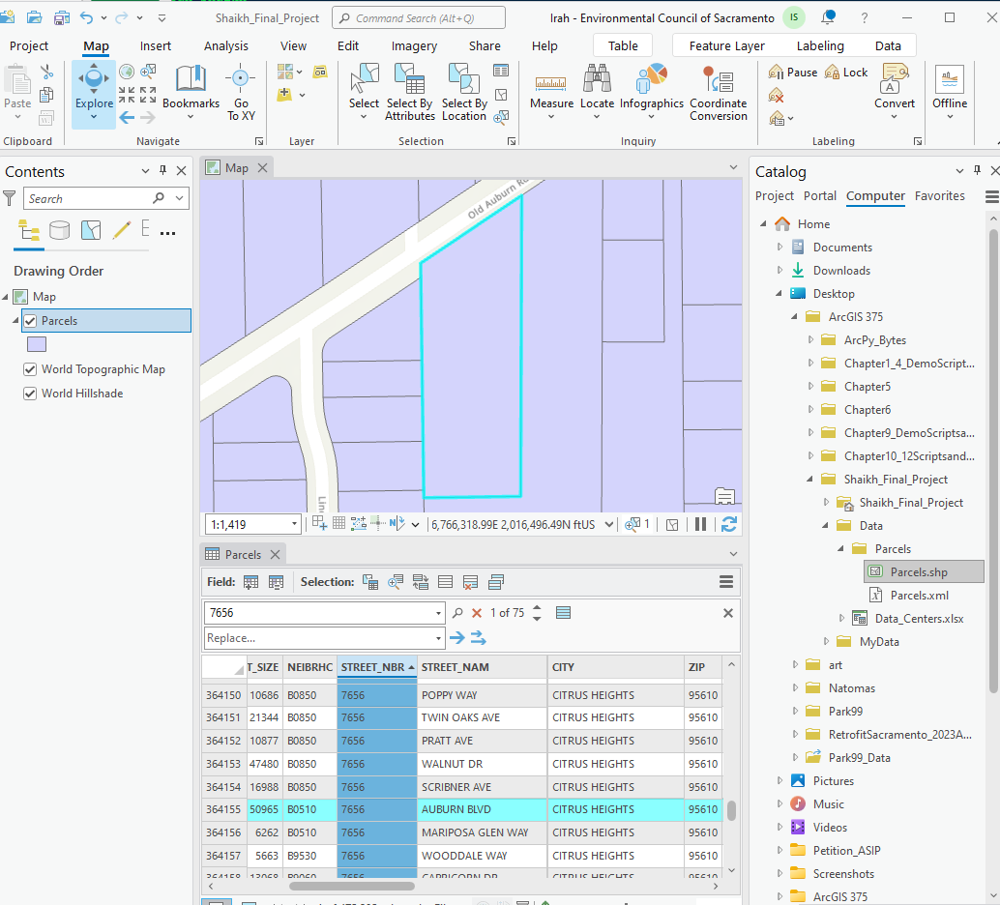 Shaikh_Final_Project
Command Search (Alt+Q)
Irah - Environmental Council of Sacramento
IS
?
Project
Map
Insert
Analysis
View
Edit
Imagery
Share
Help
Table
Feature Layer
Labeling
Data
Paste
Clipboard
Explore
Bookmarks
Go To XY
Navigate
Layer
Select
Select By Attributes
Select By Location
Selection
Measure
Locate
Infographics
Coordinate Conversion
Inquiry
Pause
Lock
Convert
Labeling
Offline
Contents
Search
Drawing Order
Map
Parcels
World Topographic Map
World Hillshade
Map
Old Auburn Ro
Lin
1:1,419
6,766,318.99E 2,016,496.49N ftUS
1
Parcels
Field:
Selection:
7656
1 of 75
Replace...
T_SIZE NEIBRHC STREET_NBR STREET_NAM CITY ZIP
364150 10686 B0850 7656 POPPY WAY CITRUS HEIGHTS 95610
364151 21344 B0850 7656 TWIN OAKS AVE CITRUS HEIGHTS 95610
364152 10877 B0850 7656 PRATT AVE CITRUS HEIGHTS 95610
364153 47480 B0850 7656 WALNUT DR CITRUS HEIGHTS 95610
364154 16988 B0850 7656 SCRIBNER AVE CITRUS HEIGHTS 95610
364155 50965 B0510 7656 AUBURN BLVD CITRUS HEIGHTS 95610
364156 6262 B0510 7656 MARIPOSA GLEN WAY CITRUS HEIGHTS 95610
364157 5663 B9530 7656 WOODDALE WAY CITRUS HEIGHTS 95610
364158 13068 B9060 7656 CAPRICORN DR CITRUS HEIGHTS 95610
Catalog
Project
Portal
Computer
Favorites
Home
Documents
Downloads
Desktop
ArcGIS 375
ArcPy_Bytes
Chapter1_4_DemoScript...
Chapter5
Chapter6
Chapter9_DemoScriptsa...
Chapter10_12Scriptsand...
Shaikh_Final_Project
Shaikh_Final_Project
Data
Parcels
Parcels.shp
Parcels.xml
Data_Centers.xlsx
MyData
art
Natomas
Park99
RetrofitSacramento_2023A...
Park99_Data
Pictures
Music
Videos
Petition_ASIP
Screenshots
ArcGIS 375